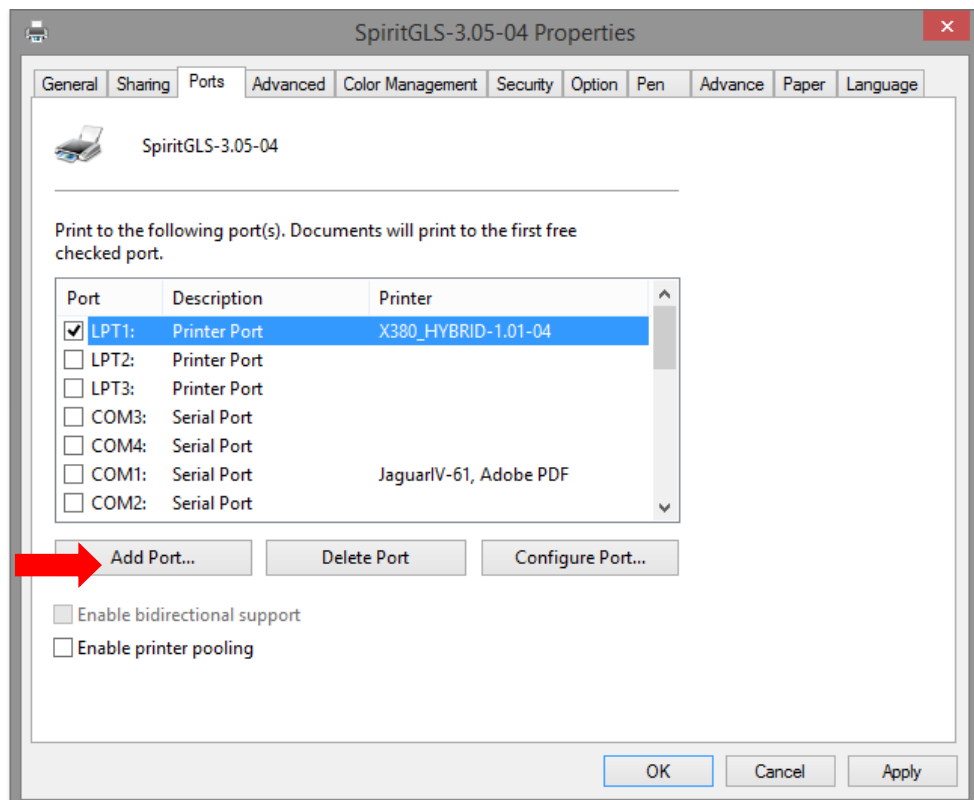 SpiritGLS-3.05-04 Properties
General Sharing Ports Advanced Color Management Security Option Pen Advance Paper Language
SpiritGLS-3.05-04
Print to the following port(s). Documents will print to the first free
checked port.
Port Description Printer
LPT1: Printer Port X380_HYBRID-1.01-04
LPT2: Printer Port
LPT3: Printer Port
COM3: Serial Port
COM4: Serial Port
COM1: Serial Port JaguarIV-61, Adobe PDF
COM2: Serial Port
Add Port... Delete Port Configure Port...
Enable bidirectional support
Enable printer pooling
OK Cancel Apply